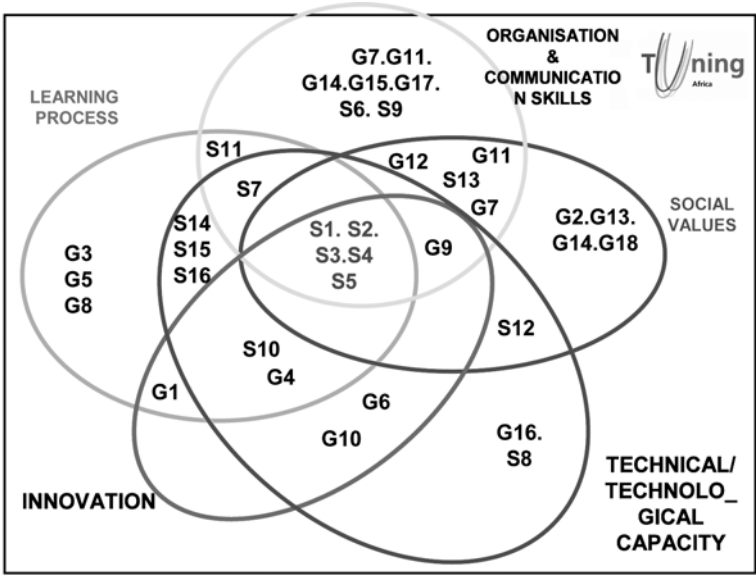 ORGANISATION
&
COMMUNICATIO
N SKILLS
Tuning
Africa
G7.G11.
G14.G15.G17.
S6. S9
LEARNING
PROCESS
S11
G12
G11
S13
S7
G7
SOCIAL
VALUES
G2.G13.
G14.G18
S14
S15
S16
S1. S2.
S3.S4
S5
G9
G3
G5
G8
S12
S10
G4
G1
G6
G10
G16.
S8
INNOVATION
TECHNICAL/
TECHNOLO_
GICAL
CAPACITY